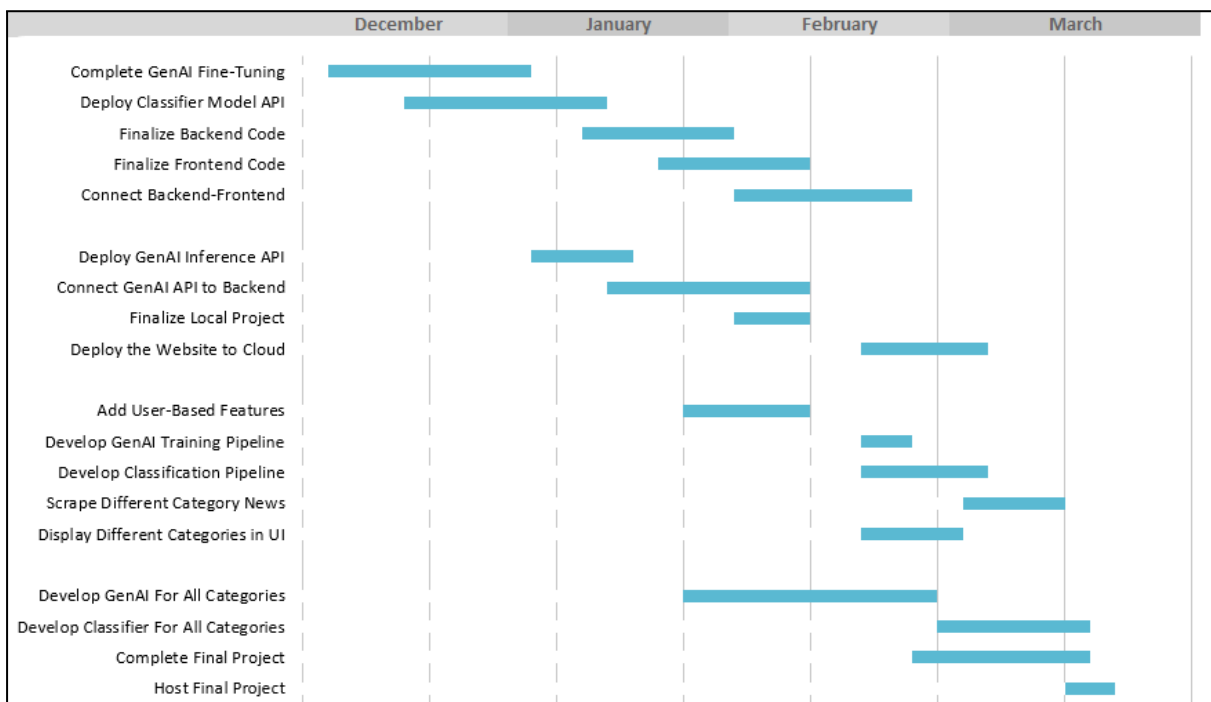 December January February March
Complete GenAI Fine-Tuning
Deploy Classifier Model API
Finalize Backend Code
Finalize Frontend Code
Connect Backend-Frontend
Deploy GenAI Inference API
Connect GenAI API to Backend
Finalize Local Project
Deploy the Website to Cloud
Add User-Based Features
Develop GenAI Training Pipeline
Develop Classification Pipeline
Scrape Different Category News
Display Different Categories in UI
Develop GenAI For All Categories
Develop Classifier For All Categories
Complete Final Project
Host Final Project